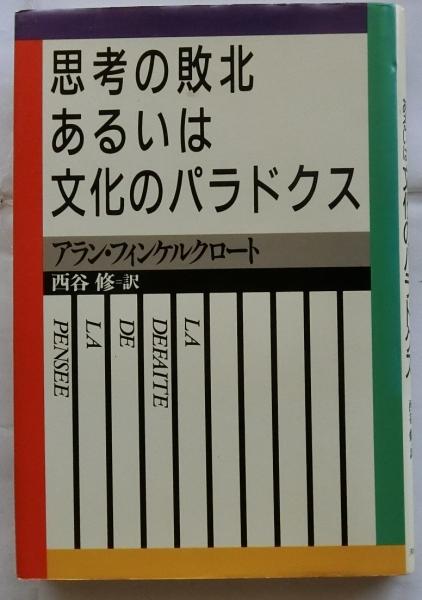 思考の敗北
あるいは
文化のパラドクス
アラン・フィンケルクロート
西谷 修=訳
LA
DEFAITE
DE
LA
PENSEE